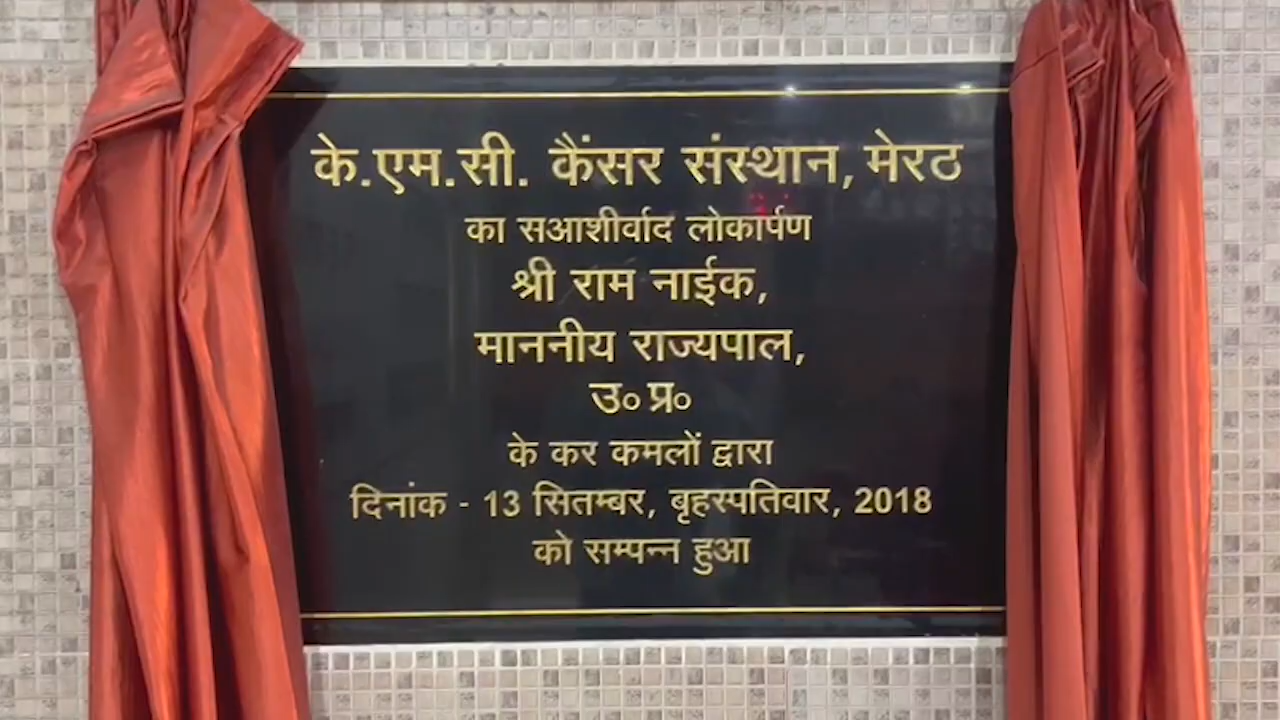 के.एम.सी. कैंसर संस्थान, मेरठ
का सआशीर्वाद लोकार्पण
श्री राम नाईक,
माननीय राज्यपाल,
उ० प्र०
के कर कमलों द्वारा
दिनांक - 13 सितम्बर, बृहस्पतिवार, 2018
को सम्पन्न हुआ